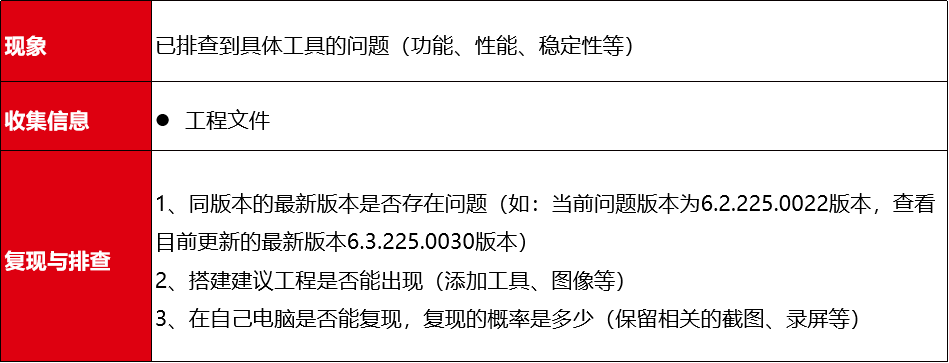 现象
已排查到具体工具的问题（功能、性能、稳定性等）
收集信息
● 工程文件
复现与排查
1、同版本的最新版本是否存在问题（如：当前问题版本为6.2.225.0022版本，查看
目前更新的最新版本6.3.225.0030版本）
2、搭建建议工程是否能出现（添加工具、图像等）
3、在自己电脑是否能复现，复现的概率是多少（保留相关的截图、录屏等）